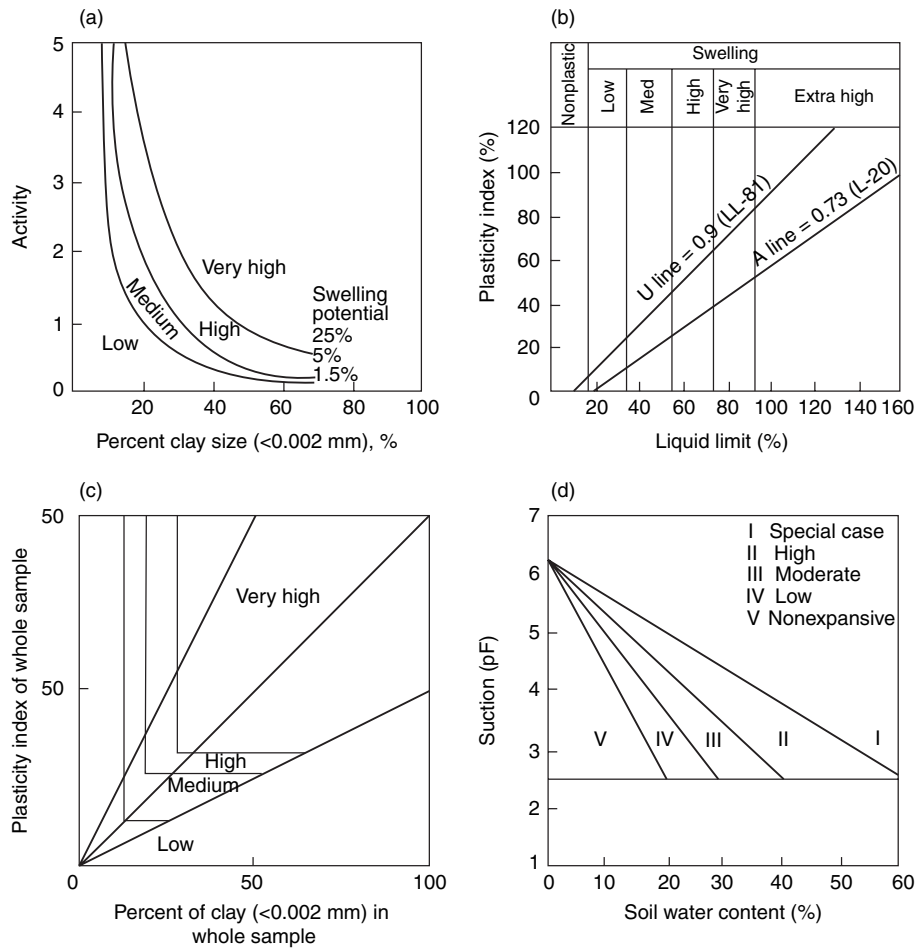 (a)
5
4
3
2
1
0
Activity
Very high
Medium
High
Low
Swelling
potential
25%
5%
1.5%
20
40
60
80
100
Percent clay size (<0.002 mm), %
(b)
Nonplastic
Swelling
Low
Med
High
Very
high
Extra high
120
100
80
60
40
20
0
Plasticity index (%)
U line = 0.9 (LL-81)
A line = 0.73 (L-20)
20
40
60
80
100
120
140
160
Liquid limit (%)
(c)
50
50
0
Plasticity index of whole sample
Very high
High
Medium
Low
50
100
Percent of clay (<0.002 mm) in
whole sample
(d)
7
6
5
4
3
2
1
Suction (pF)
I Special case
II High
III Moderate
IV Low
V Nonexpansive
V
IV
III
II
I
0
10
20
30
40
50
60
Soil water content (%)